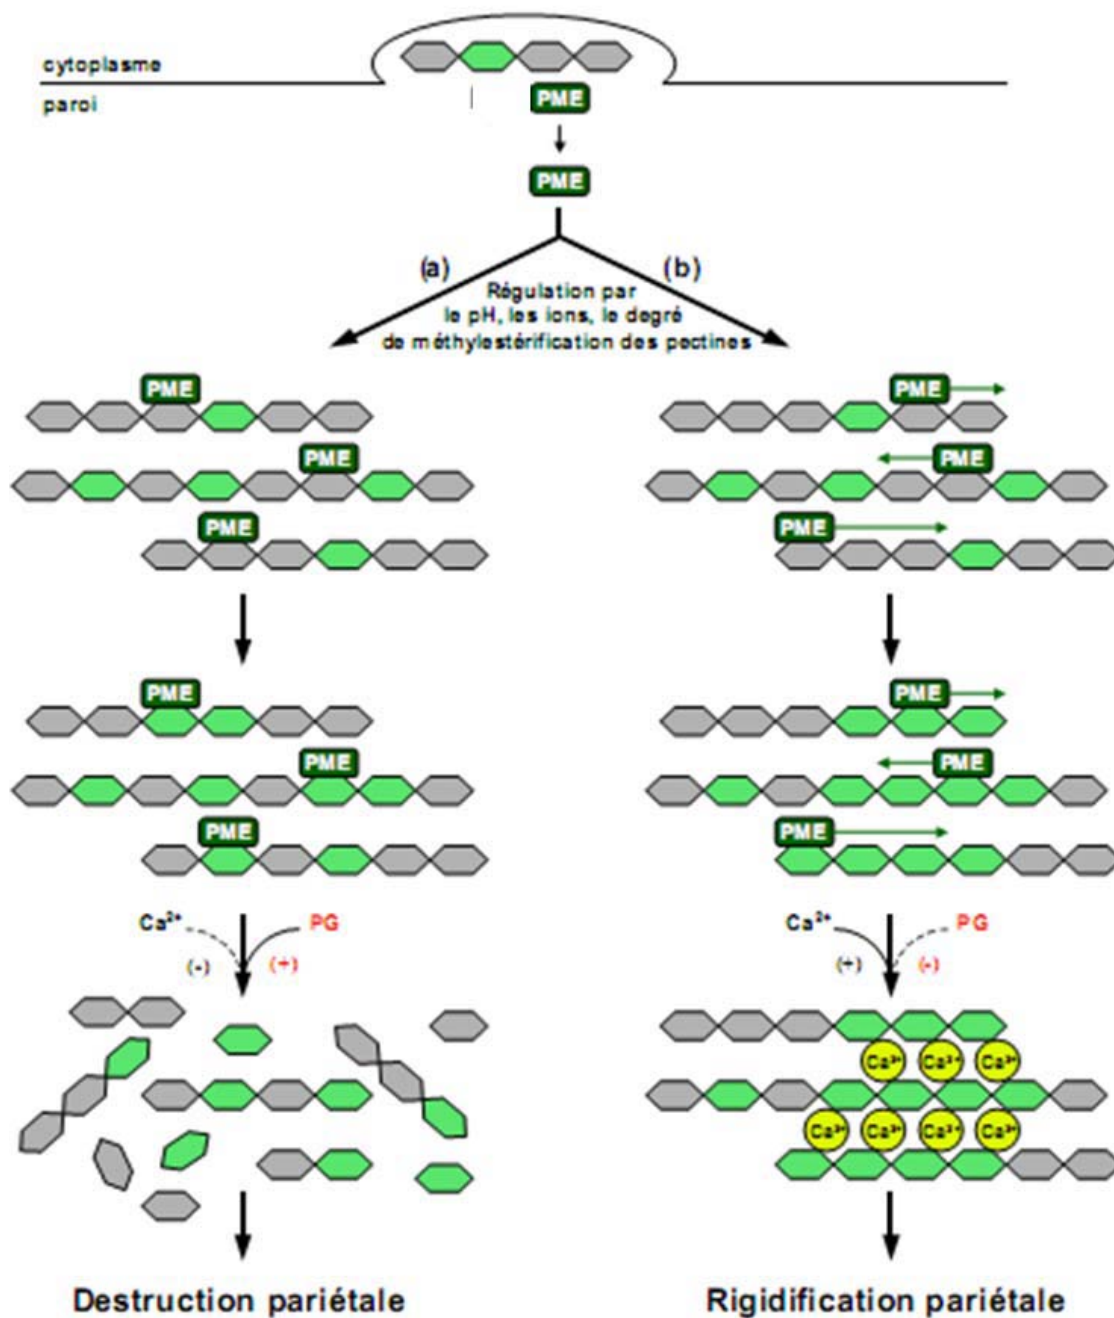 cytoplasme
PME
paroi
PME
(a)
(b)
Régulation par
le pH, les ions, le degré
de méthylestérification des pectines
PME
PME
PME
PME
PME
PME
PME
PME
PME
PME
PME
PME
Ca²⁺
PG
(-)
(+)
Ca²⁺
PG
(+)
(-)
Ca²⁺ Ca²⁺ Ca²⁺
Ca²⁺ Ca²⁺ Ca²⁺ Ca²⁺
Destruction pariétale
Rigidification pariétale